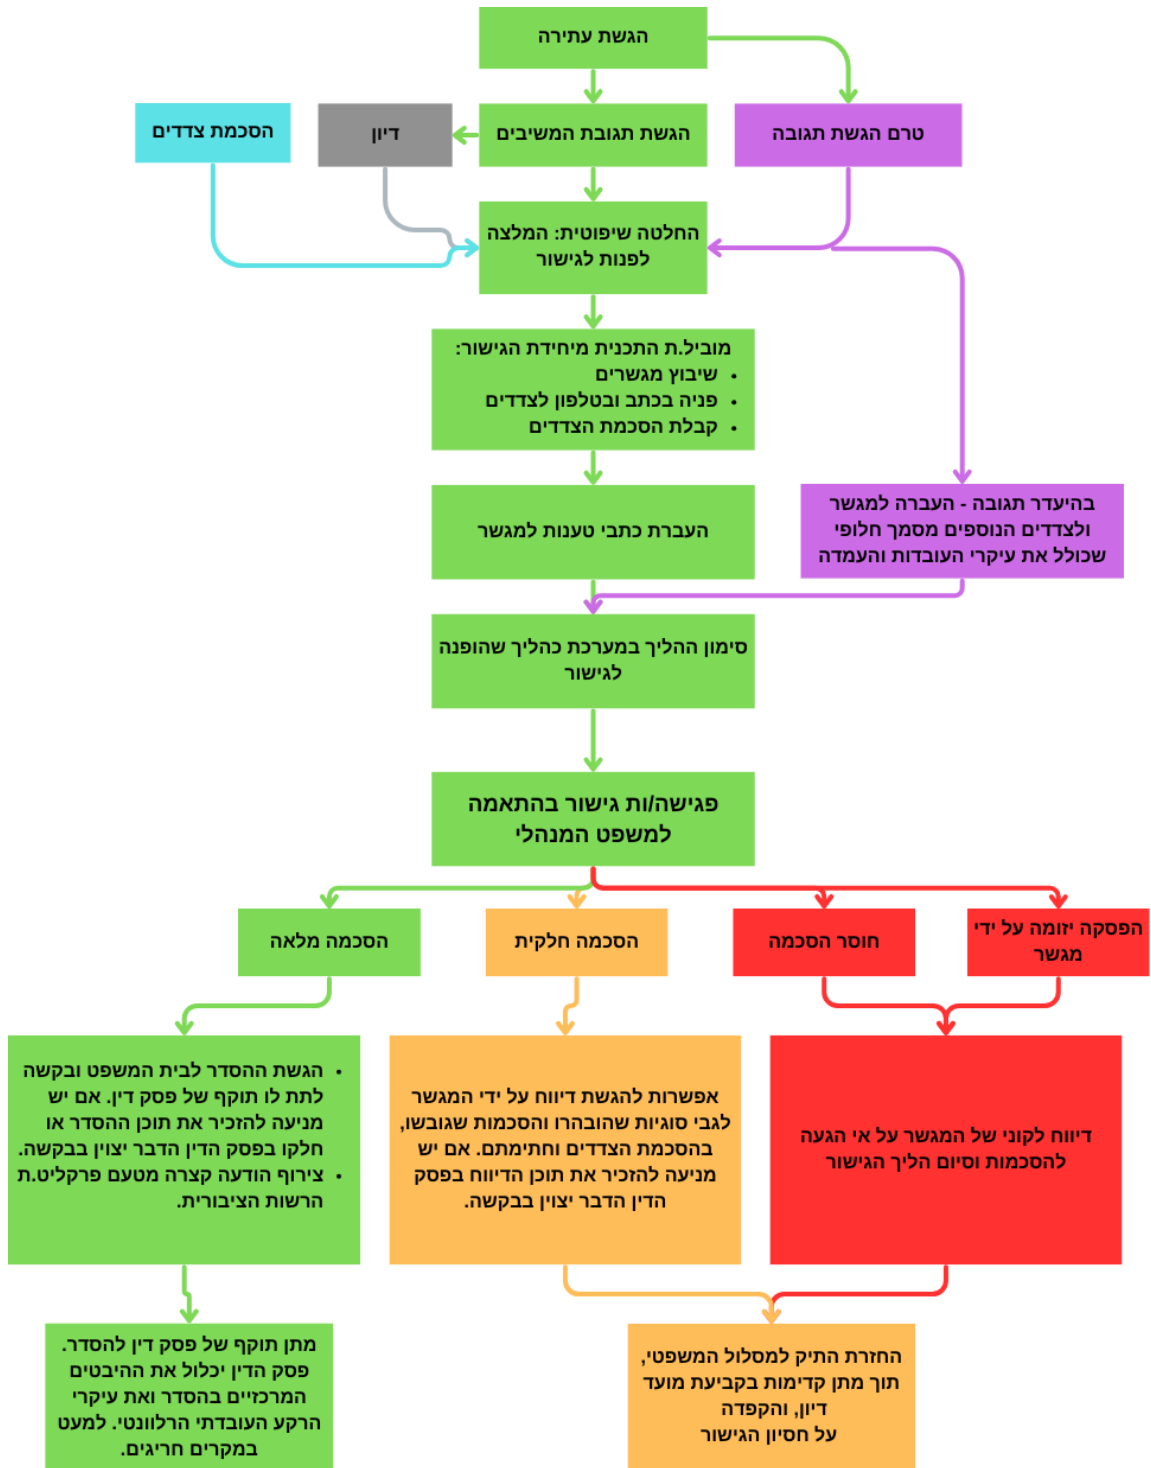 הגשת עתירה
טרם הגשת תגובה
הגשת תגובת המשיבים
דיון
הסכמת צדדים
החלטה שיפוטית: המלצה
לפנות לגישור
מוביל.ת התכנית מיחידת הגישור:
• שיבוץ מגשרים
• פניה בכתב ובטלפון לצדדים
• קבלת הסכמת הצדדים
בהיעדר תגובה - העברה למגשר
ולצדדים הנוספים מסמך חלופי
שכולל את עיקרי העובדות והעמדה
העברת כתבי טענות למגשר
סימון ההליך במערכת כהליך שהופנה
לגישור
פגישה/ות גישור בהתאמה
למשפט המנהלי
הפסקה יזומה על ידי
מגשר
חוסר הסכמה
הסכמה חלקית
הסכמה מלאה
דיווח לקוני של המגשר על אי הגעה
להסכמות וסיום הליך הגישור
אפשרות להגשת דיווח על ידי המגשר
לגבי סוגיות שהובהרו והסכמות שגובשו,
בהסכמת הצדדים וחתימתם. אם יש
מניעה להזכיר את תוכן הדיווח בפסק
הדין הדבר יצוין בבקשה.
• הגשת ההסדר לבית המשפט ובקשה
לתת לו תוקף של פסק דין. אם יש
מניעה להזכיר את תוכן ההסדר או
חלקו בפסק הדין הדבר יצוין בבקשה.
• צירוף הודעה קצרה מטעם פרקליט.ת
הרשות הציבורית.
החזרת התיק למסלול המשפטי,
תוך מתן קדימות בקביעת מועד
דיון, והקפדה
על חסיון הגישור
מתן תוקף של פסק דין להסדר.
פסק הדין יכלול את ההיבטים
המרכזיים בהסדר ואת עיקרי
הרקע העובדתי הרלוונטי. למעט
במקרים חריגים.